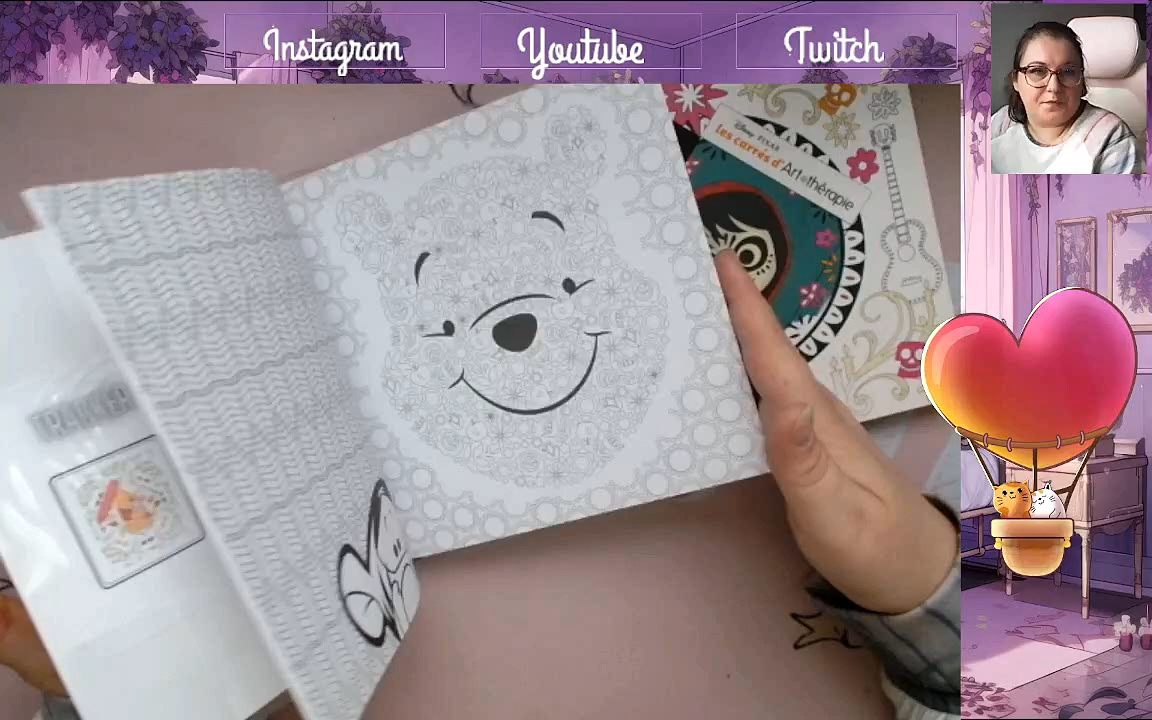 Instagram
Youtube
Twitch
Disney PIXAR
Les carrés d'Art-thérapie